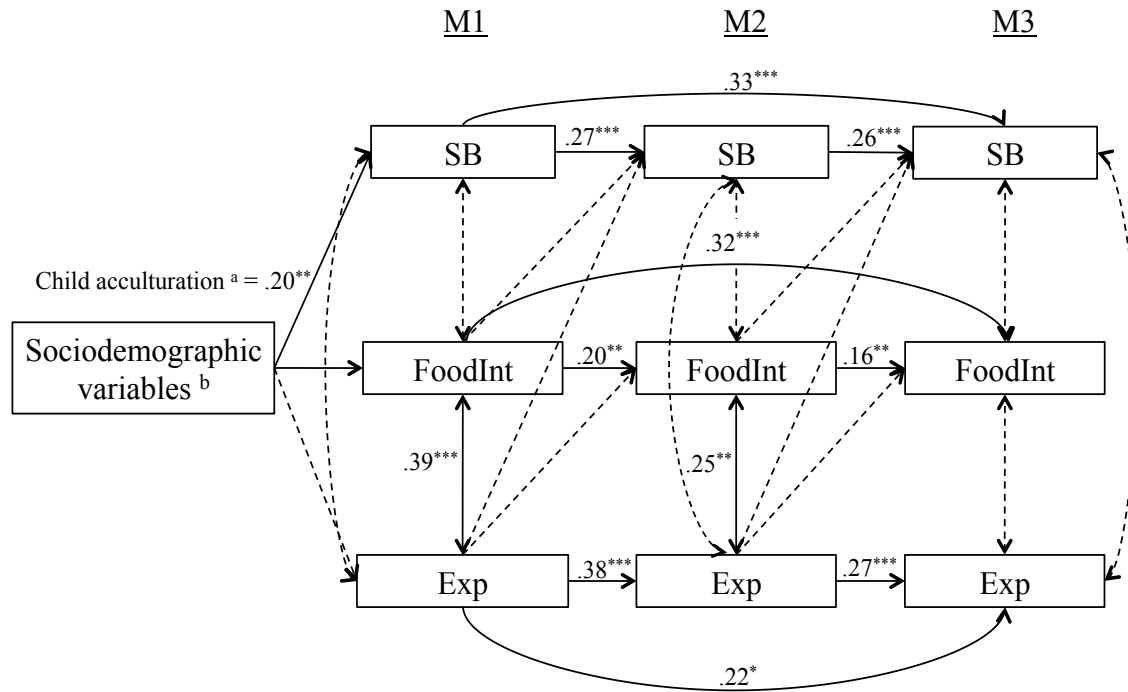 M1 M2 M3
.33***
.27*** .26***
SB SB SB
.32***
Child acculturation ᵃ = .20**
Sociodemographic
variables ᵇ
.20** .16**
FoodInt FoodInt FoodInt
.39*** .25**
.38*** .27***
Exp Exp Exp
.22*